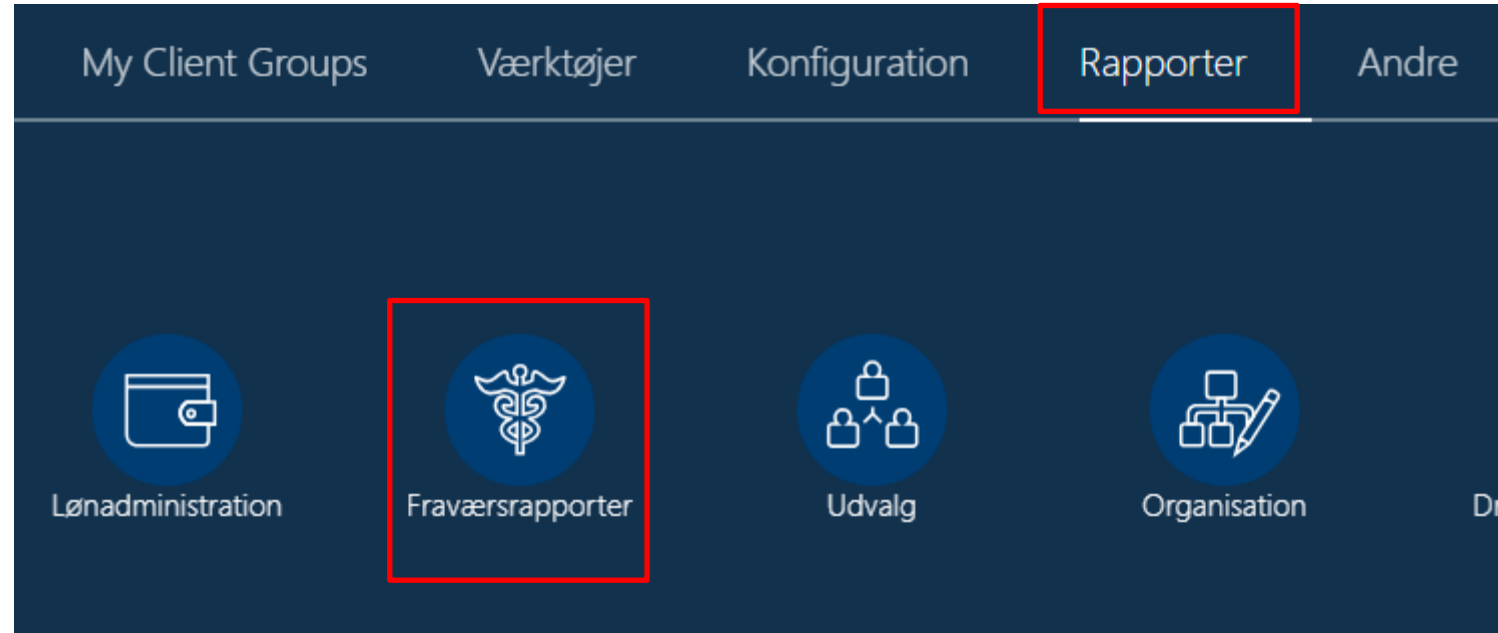 My Client Groups Værktøjer Konfiguration Rapporter Andre
Lønadministration Fraværsrapporter Udvalg Organisation